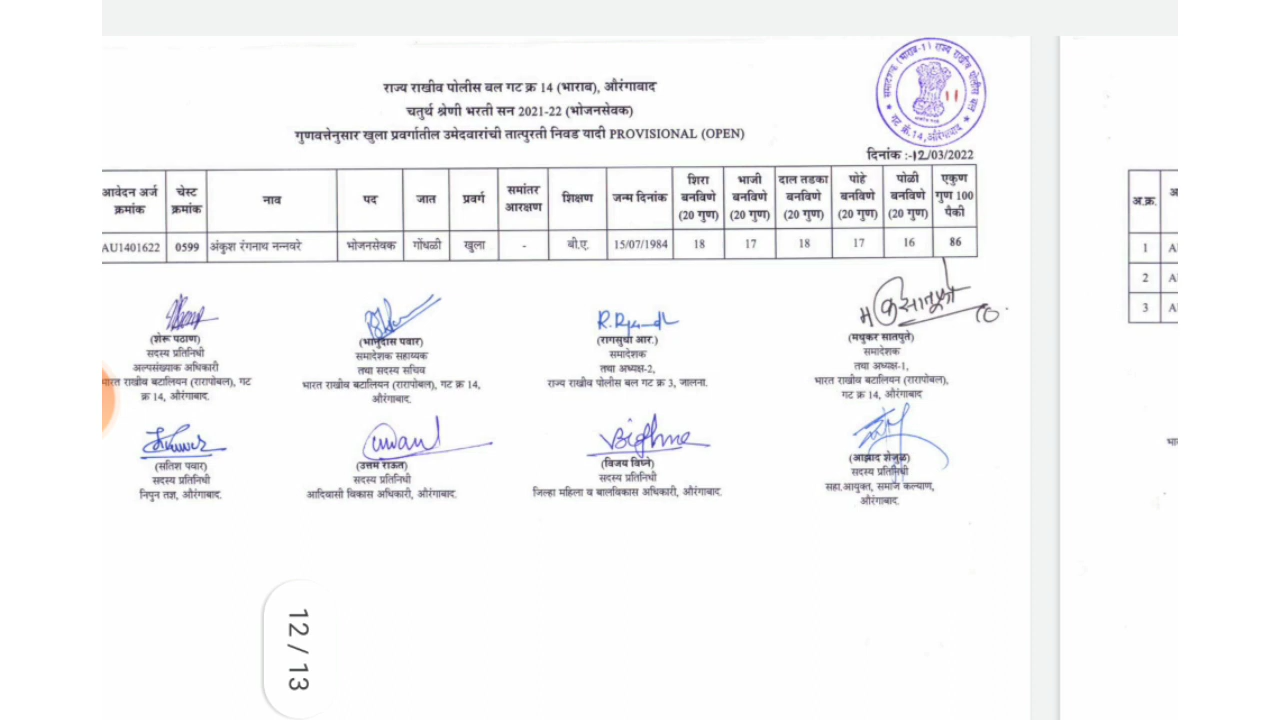 समादेशक (भाराब-1) राज्य राखीव पोलीस बल
गट क्र.14, औरंगाबाद
राज्य राखीव पोलीस बल गट क्र 14 (भाराब), औरंगाबाद
चतुर्थ श्रेणी भरती सन 2021-22 (भोजनसेवक)
गुणवत्तेनुसार खुला प्रवर्गातील उमेदवारांची तात्पुरती निवड यादी PROVISIONAL (OPEN)
दिनांक :-12/03/2022
आवेदन अर्ज क्रमांक चेस्ट क्रमांक नाव पद जात प्रवर्ग समांतर आरक्षण शिक्षण जन्म दिनांक शिरा बनविणे (20 गुण) भाजी बनविणे (20 गुण) दाल तडका बनविणे (20 गुण) पोहे बनविणे (20 गुण) पोळी बनविणे (20 गुण) एकुण गुण 100 पैकी
AU1401622 0599 अंकुश रंगनाथ नन्नवरे भोजनसेवक गोंधळी खुला - बी.ए. 15/07/1984 18 17 18 17 16 86
(शेरू पठाण)
सदस्य प्रतिनिधी
अल्पसंख्याक अधिकारी
भारत राखीव बटालियन (रारापोबल), गट
क्र 14, औरंगाबाद.
(भानुदास पवार)
समादेशक सहाय्यक
तथा सदस्य सचिव
भारत राखीव बटालियन (रारापोबल), गट क्र 14,
औरंगाबाद.
(रागसुधा आर.)
समादेशक
तथा अध्यक्ष-2,
राज्य राखीव पोलीस बल गट क्र 3, जालना.
(मधुकर सातपुते)
समादेशक
तथा अध्यक्ष-1,
भारत राखीव बटालियन (रारापोबल),
गट क्र 14, औरंगाबाद
(सतिश पवार)
सदस्य प्रतिनिधी
निपुन तज्ञ, औरंगाबाद.
(उत्तम राऊत)
सदस्य प्रतिनिधी
आदिवासी विकास अधिकारी, औरंगाबाद.
(विजय विघ्ने)
सदस्य प्रतिनिधी
जिल्हा महिला व बालविकास अधिकारी, औरंगाबाद.
(आझाद शेजुळ)
सदस्य प्रतिनिधी
सहा.आयुक्त, समाज कल्याण,
औरंगाबाद.
अ.क्र.
1 A
2 A
3 A
12 / 13